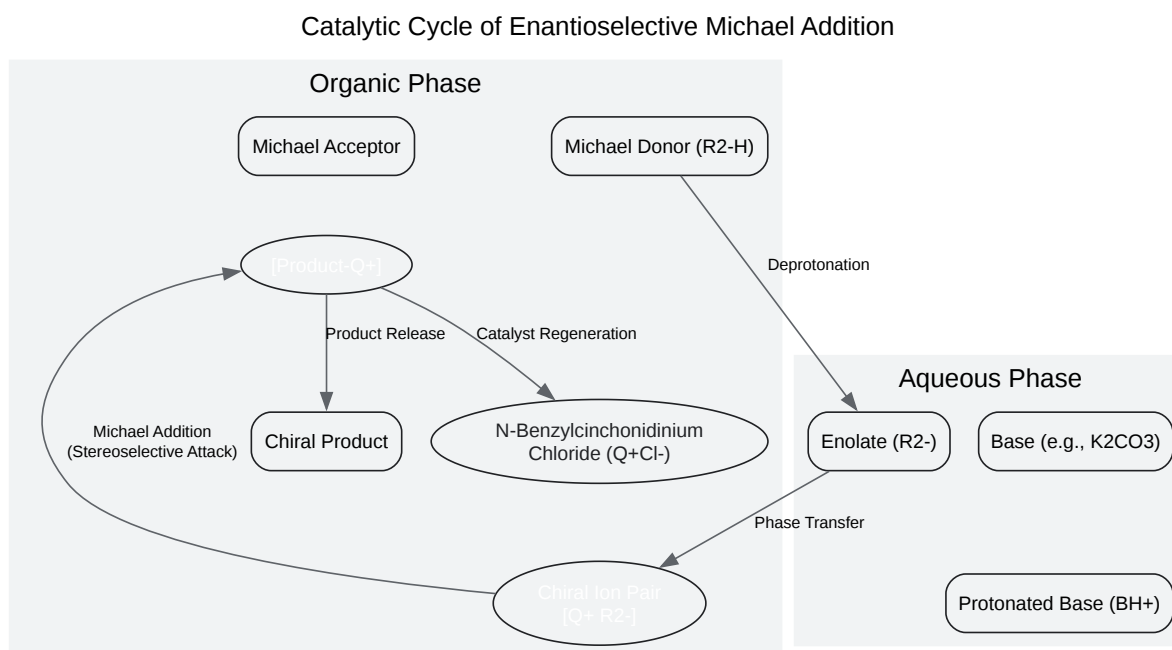 Catalytic Cycle of Enantioselective Michael Addition
Organic Phase
Michael Acceptor
Michael Donor (R2-H)
[Product-Q+]
Deprotonation
Product Release
Catalyst Regeneration
Aqueous Phase
Michael Addition
(Stereoselective Attack)
Chiral Product
N-Benzylcinchonidinium
Chloride (Q+Cl-)
Enolate (R2-)
Base (e.g., K2CO3)
Phase Transfer
Chiral Ion Pair
[Q+ R2-]
Protonated Base (BH+)